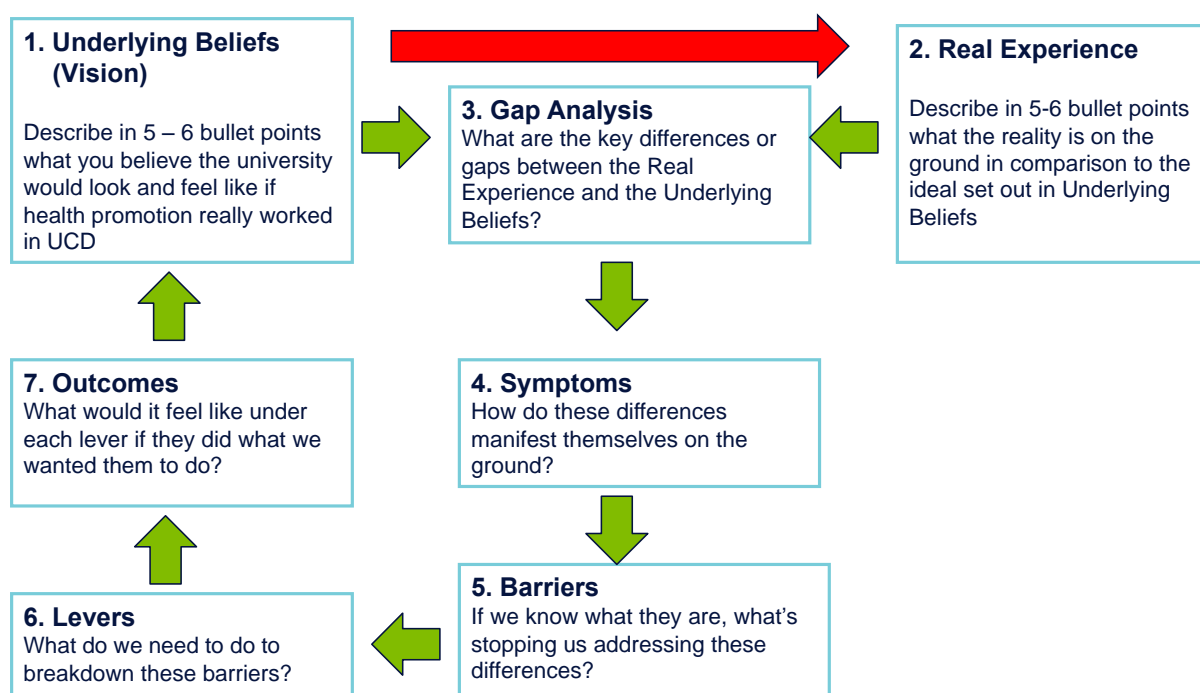 1. Underlying Beliefs
(Vision)
Describe in 5 – 6 bullet points
what you believe the university
would look and feel like if
health promotion really worked
in UCD
2. Real Experience
Describe in 5-6 bullet points
what the reality is on the
ground in comparison to the
ideal set out in Underlying
Beliefs
3. Gap Analysis
What are the key differences or
gaps between the Real
Experience and the Underlying
Beliefs?
4. Symptoms
How do these differences
manifest themselves on the
ground?
5. Barriers
If we know what they are, what’s
stopping us addressing these
differences?
6. Levers
What do we need to do to
breakdown these barriers?
7. Outcomes
What would it feel like under
each lever if they did what we
wanted them to do?